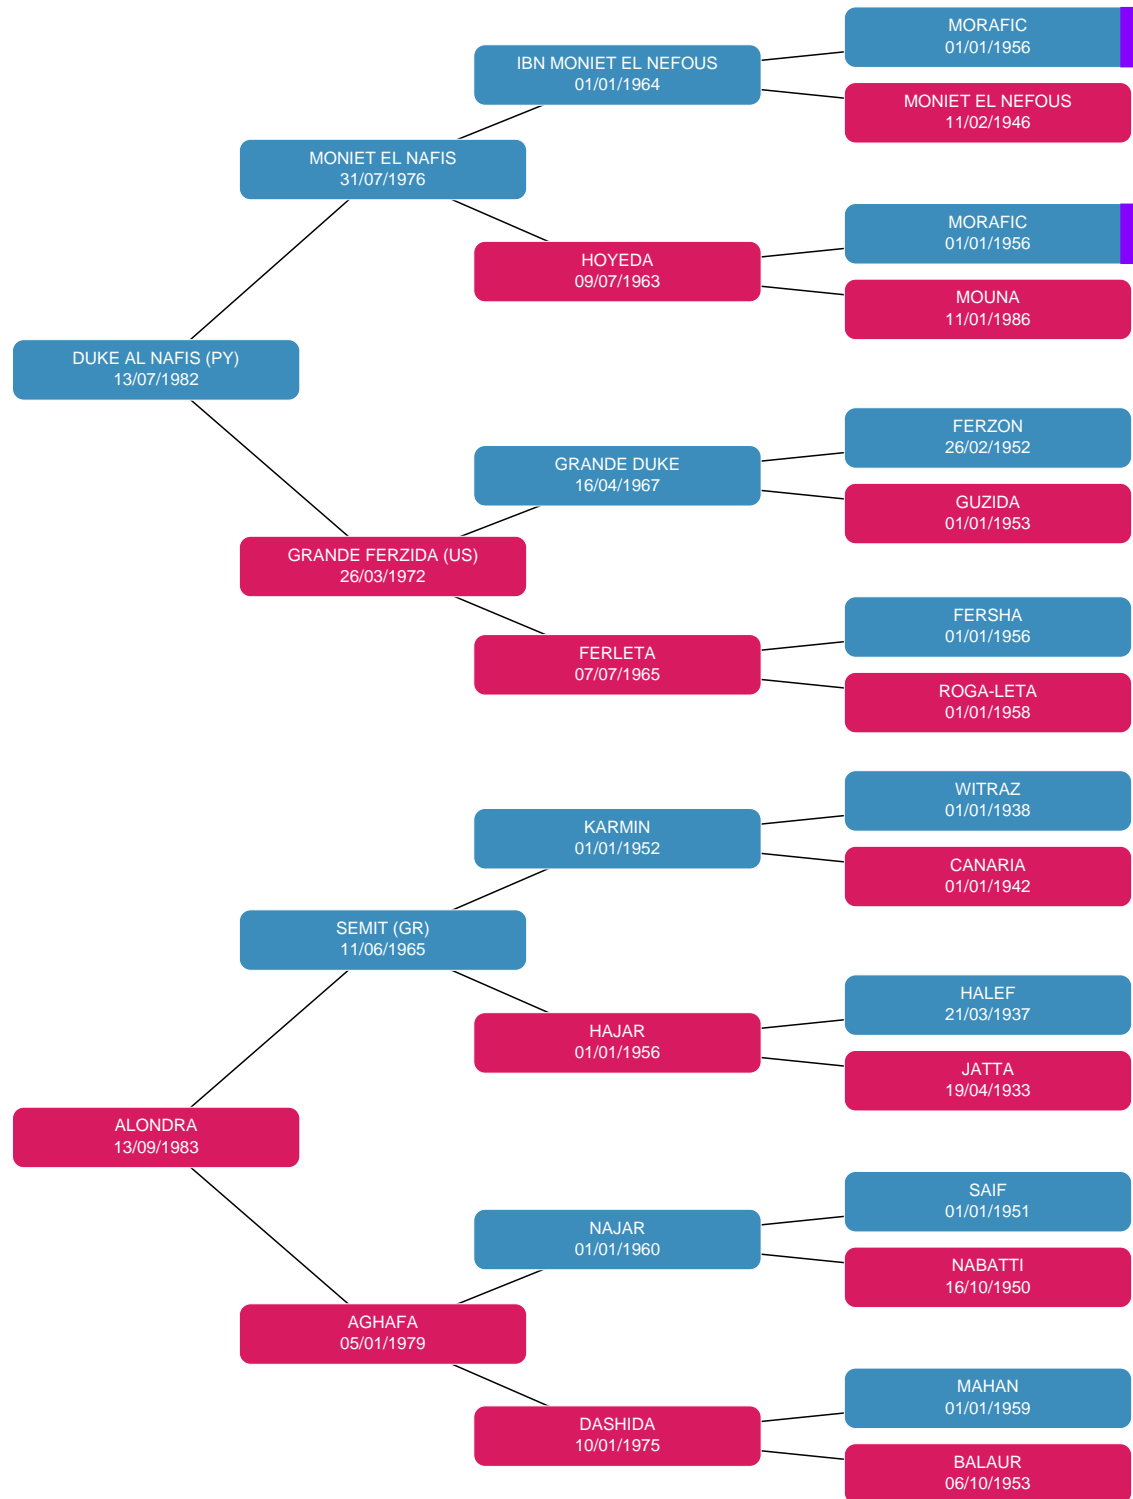 MORAFIC
01/01/1956
IBN MONIET EL NEFOUS
01/01/1964
MONIET EL NEFOUS
11/02/1946
MONIET EL NAFIS
31/07/1976
MORAFIC
01/01/1956
HOYEDA
09/07/1963
MOUNA
11/01/1986
DUKE AL NAFIS (PY)
13/07/1982
FERZON
26/02/1952
GRANDE DUKE
16/04/1967
GUZIDA
01/01/1953
GRANDE FERZIDA (US)
26/03/1972
FERSHA
01/01/1956
FERLETA
07/07/1965
ROGA-LETA
01/01/1958
WITRAZ
01/01/1938
KARMIN
01/01/1952
CANARIA
01/01/1942
SEMIT (GR)
11/06/1965
HALEF
21/03/1937
HAJAR
01/01/1956
JATTA
19/04/1933
ALONDRA
13/09/1983
SAIF
01/01/1951
NAJAR
01/01/1960
NABATTI
16/10/1950
AGHAFA
05/01/1979
MAHAN
01/01/1959
DASHIDA
10/01/1975
BALAUR
06/10/1953